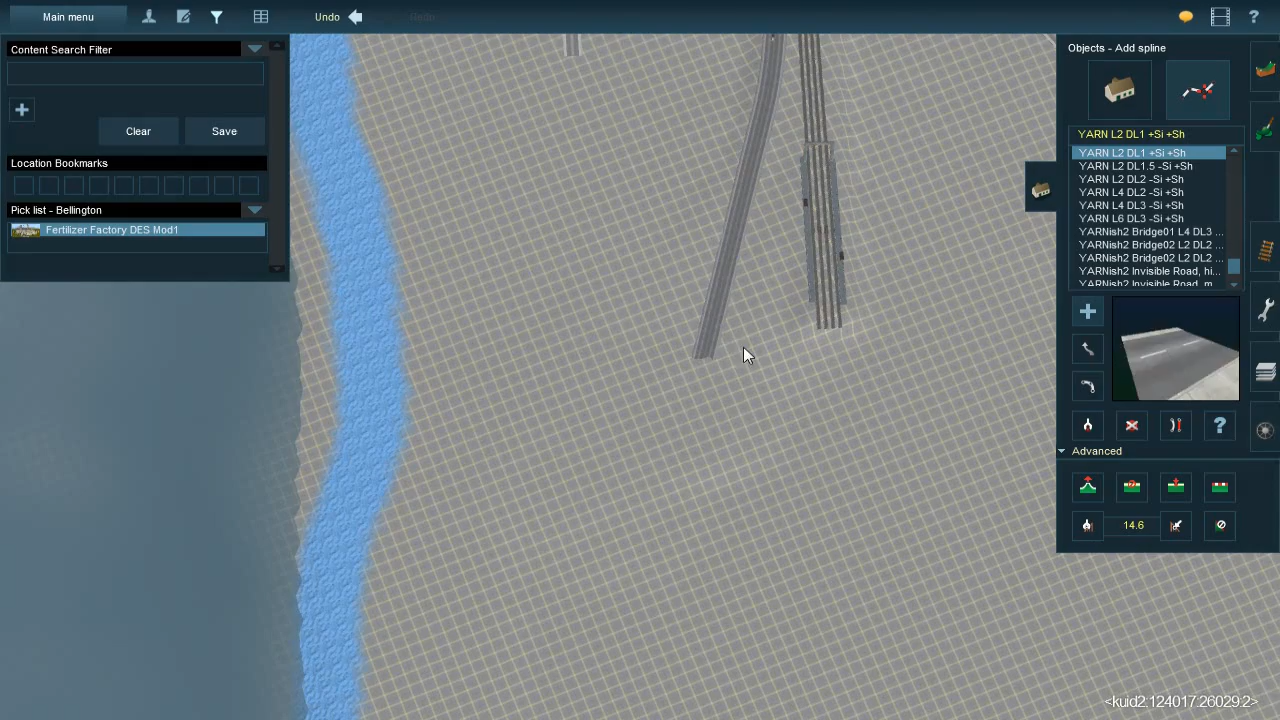 Main menu
Undo
Redo
Content Search Filter
Clear
Save
Location Bookmarks
Pick list - Bellington
Fertilizer Factory DES Mod1
Objects - Add spline
YARN L2 DL1 +Si +Sh
YARN L2 DL1 +Si +Sh
YARN L2 DL1.5 -Si +Sh
YARN L2 DL2 -Si +Sh
YARN L4 DL2 -Si +Sh
YARN L4 DL3 -Si +Sh
YARN L6 DL3 -Si +Sh
YARNish2 Bridge01 L4 DL3 ...
YARNish2 Bridge02 L2 DL2 ...
YARNish2 Bridge02 L2 DL2 ...
YARNish2 Invisible Road, hi...
YARNish2 Invisible Road, m...
Advanced
14.6
<kuid2:124017:26029:2>